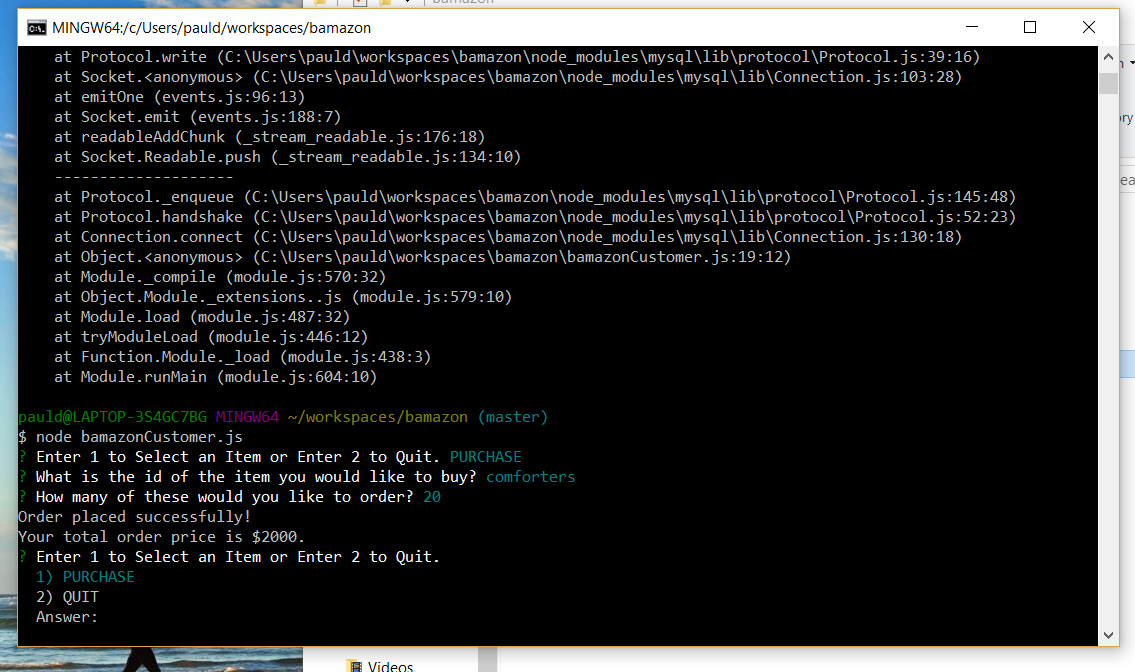 bamazon
MINGW64:/c/Users/pauld/workspaces/bamazon
at Protocol.write (C:\Users\pauld\workspaces\bamazon\node_modules\mysql\lib\protocol\Protocol.js:39:16)
at Socket.<anonymous> (C:\Users\pauld\workspaces\bamazon\node_modules\mysql\lib\Connection.js:103:28)
at emitOne (events.js:96:13)
at Socket.emit (events.js:188:7)
at readableAddChunk (_stream_readable.js:176:18)
at Socket.Readable.push (_stream_readable.js:134:10)
--------------------
at Protocol._enqueue (C:\Users\pauld\workspaces\bamazon\node_modules\mysql\lib\protocol\Protocol.js:145:48)
at Protocol.handshake (C:\Users\pauld\workspaces\bamazon\node_modules\mysql\lib\protocol\Protocol.js:52:23)
at Connection.connect (C:\Users\pauld\workspaces\bamazon\node_modules\mysql\lib\Connection.js:130:18)
at Object.<anonymous> (C:\Users\pauld\workspaces\bamazon\bamazonCustomer.js:19:12)
at Module._compile (module.js:570:32)
at Object.Module._extensions..js (module.js:579:10)
at Module.load (module.js:487:32)
at tryModuleLoad (module.js:446:12)
at Function.Module._load (module.js:438:3)
at Module.runMain (module.js:604:10)
pauld@LAPTOP-3S4GC7BG MINGW64 ~/workspaces/bamazon (master)
$ node bamazonCustomer.js
? Enter 1 to Select an Item or Enter 2 to Quit. PURCHASE
? What is the id of the item you would like to buy? comforters
? How many of these would you like to order? 20
Order placed successfully!
Your total order price is $2000.
? Enter 1 to Select an Item or Enter 2 to Quit.
1) PURCHASE
2) QUIT
Answer:
Videos